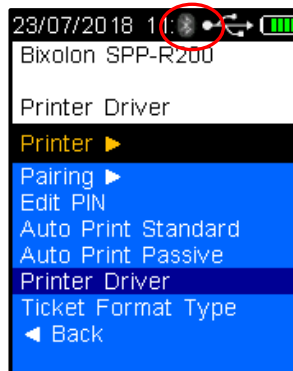 23/07/2018 11:
Bixolon SPP-R200
Printer Driver
Printer ▶
Pairing ▶
Edit PIN
Auto Print Standard
Auto Print Passive
Printer Driver
Ticket Format Type
◀ Back